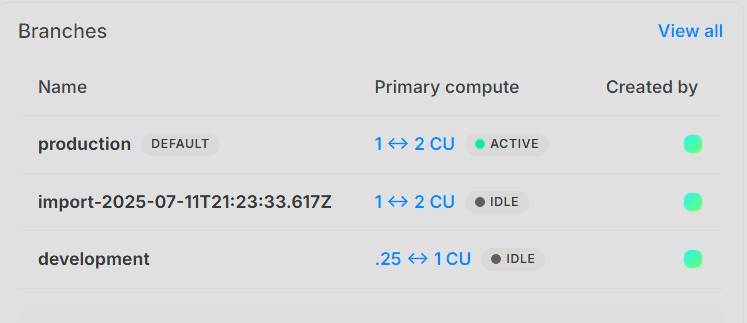 Branches View all
Name Primary compute Created by
production DEFAULT 1 ↔ 2 CU ACTIVE
import-2025-07-11T21:23:33.617Z 1 ↔ 2 CU IDLE
development .25 ↔ 1 CU IDLE